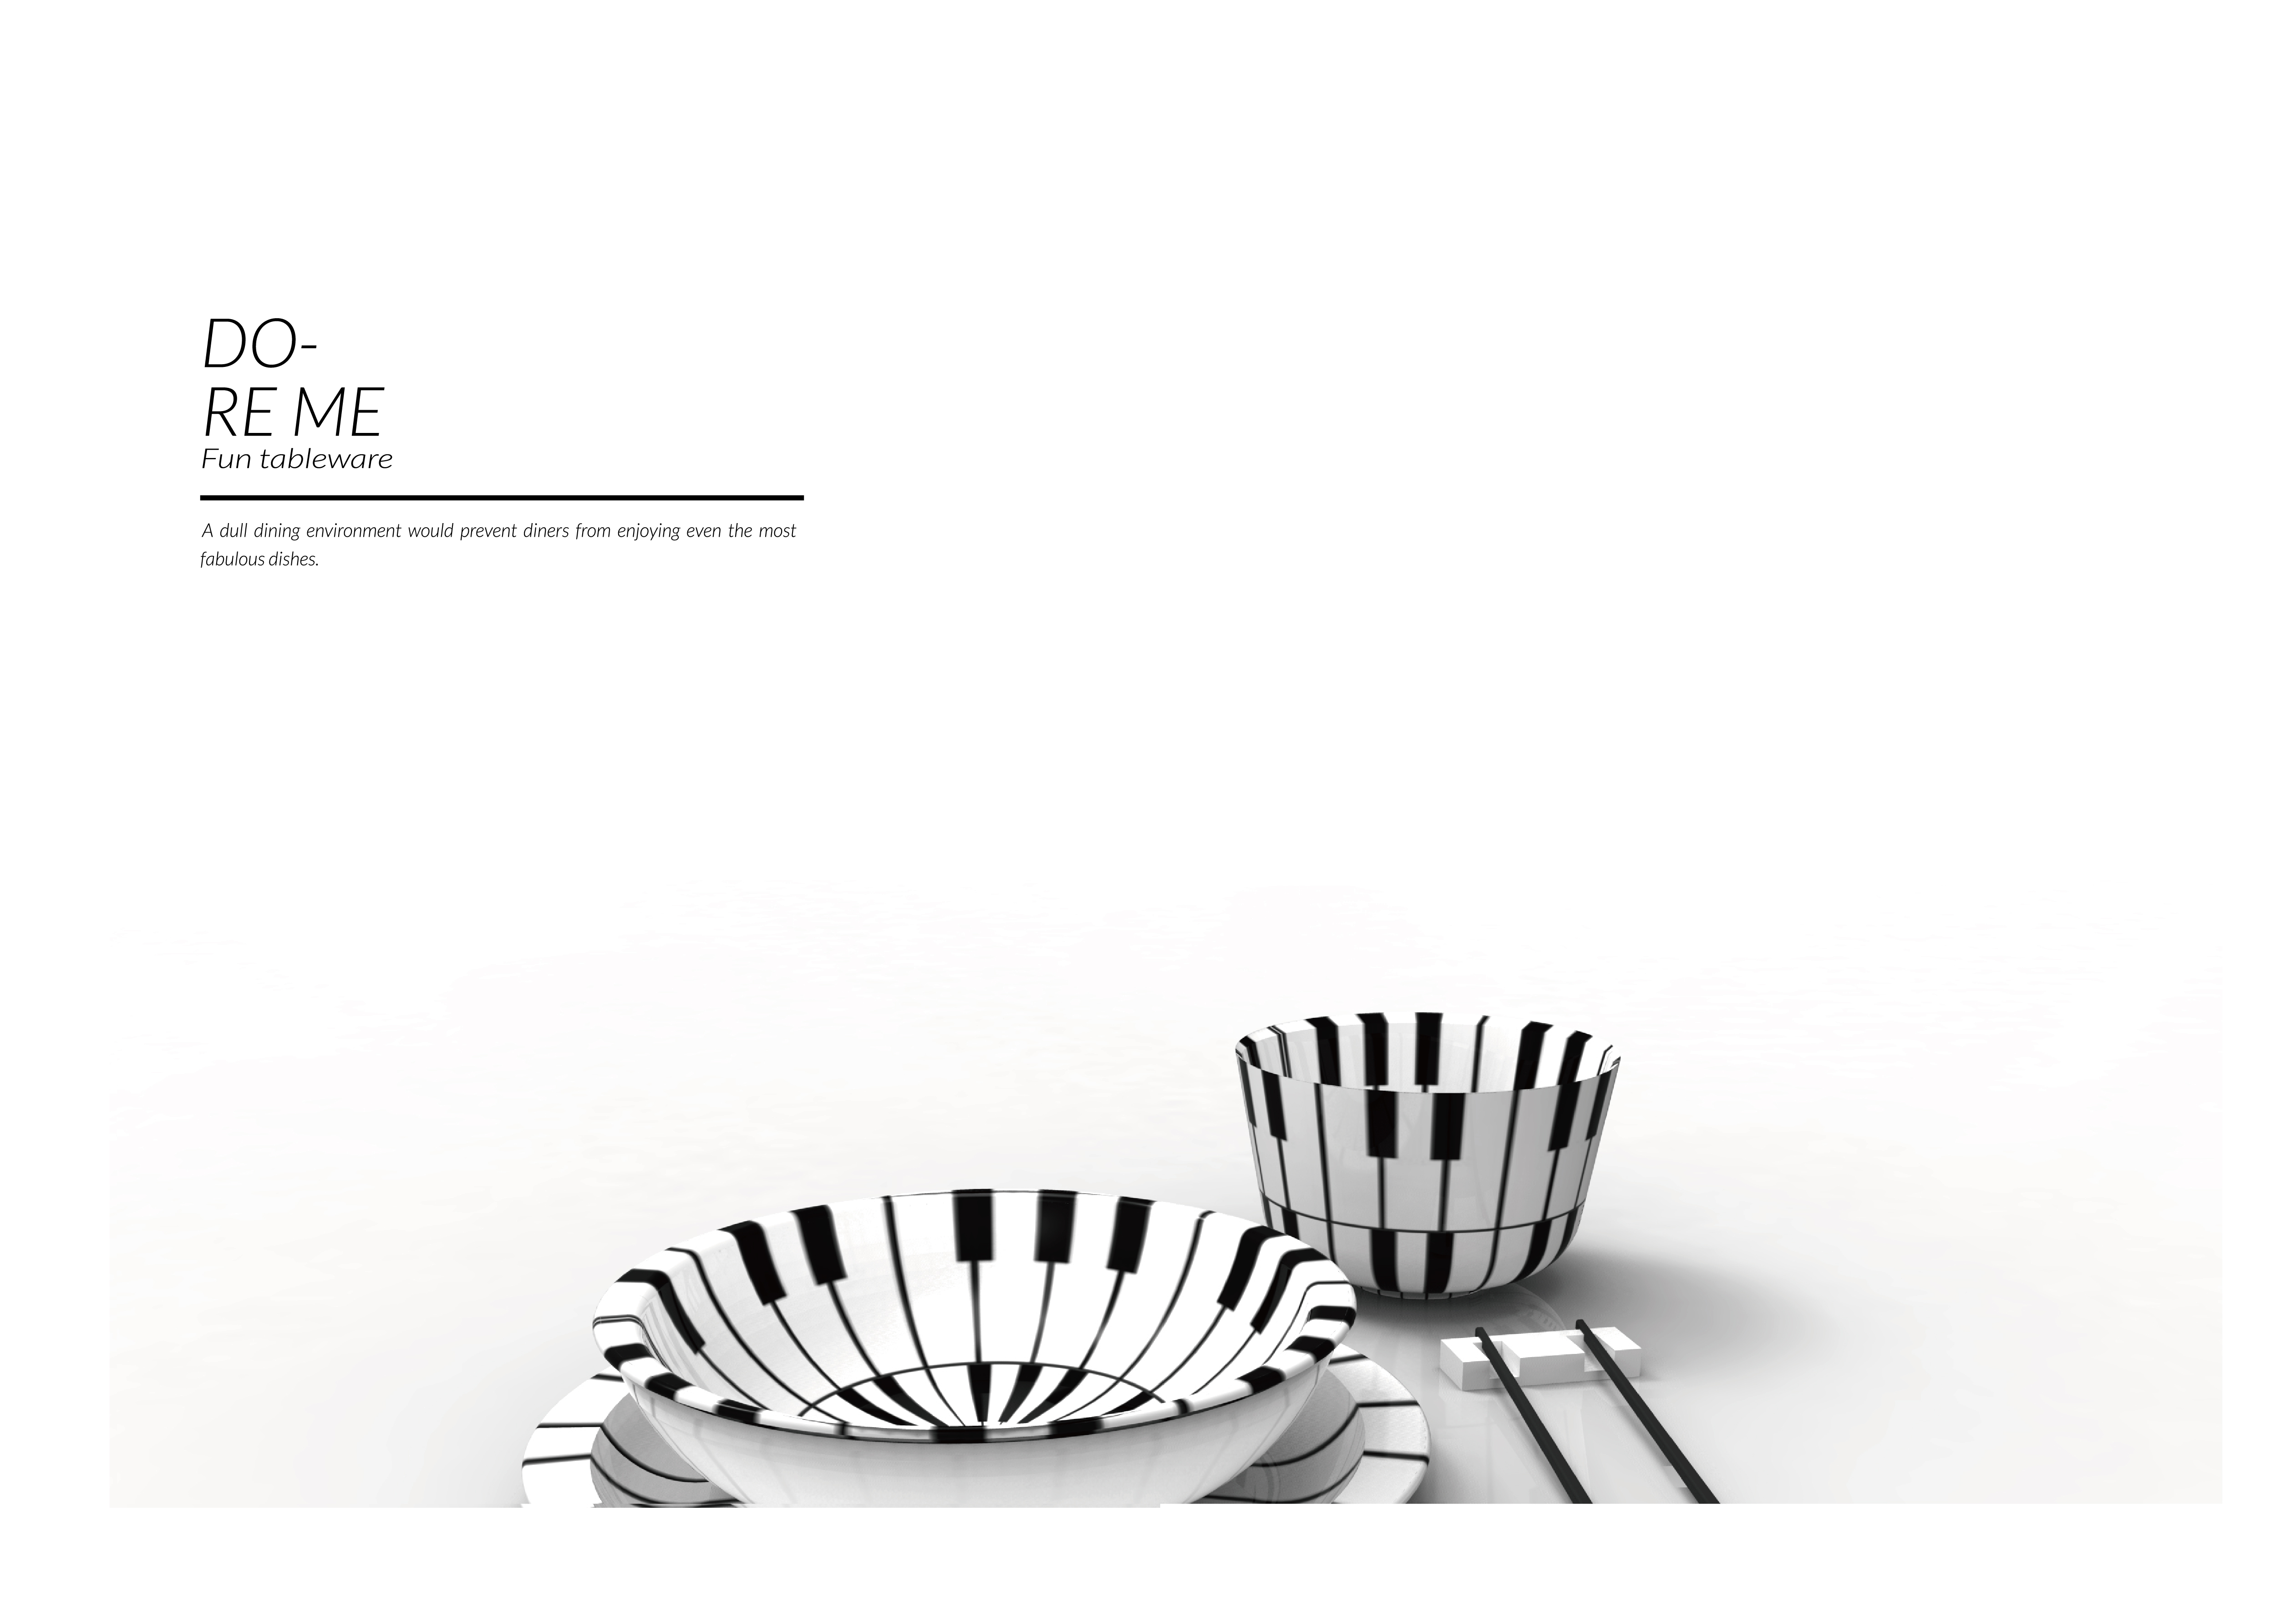 DO-
RE ME
Fun tableware
A dull dining environment would prevent diners from enjoying even the most
fabulous dishes.